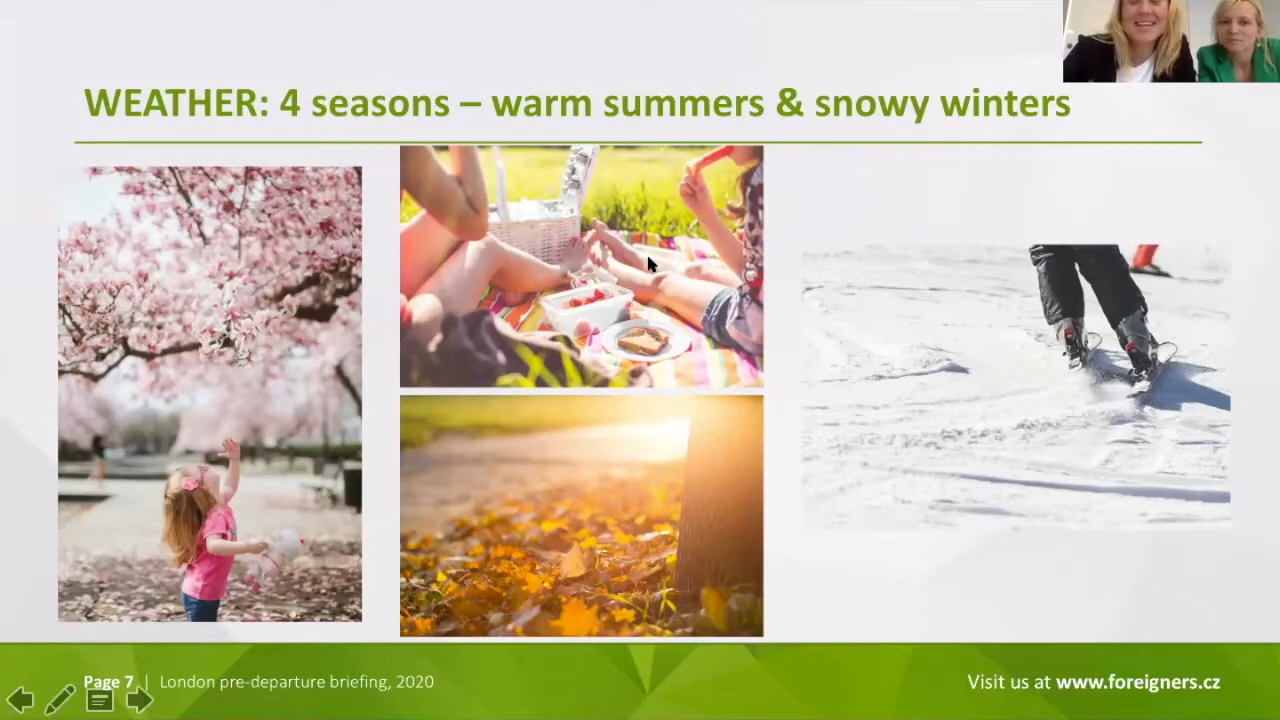 WEATHER: 4 seasons – warm summers & snowy winters
Page 7 | London pre-departure briefing, 2020
Visit us at www.foreigners.cz